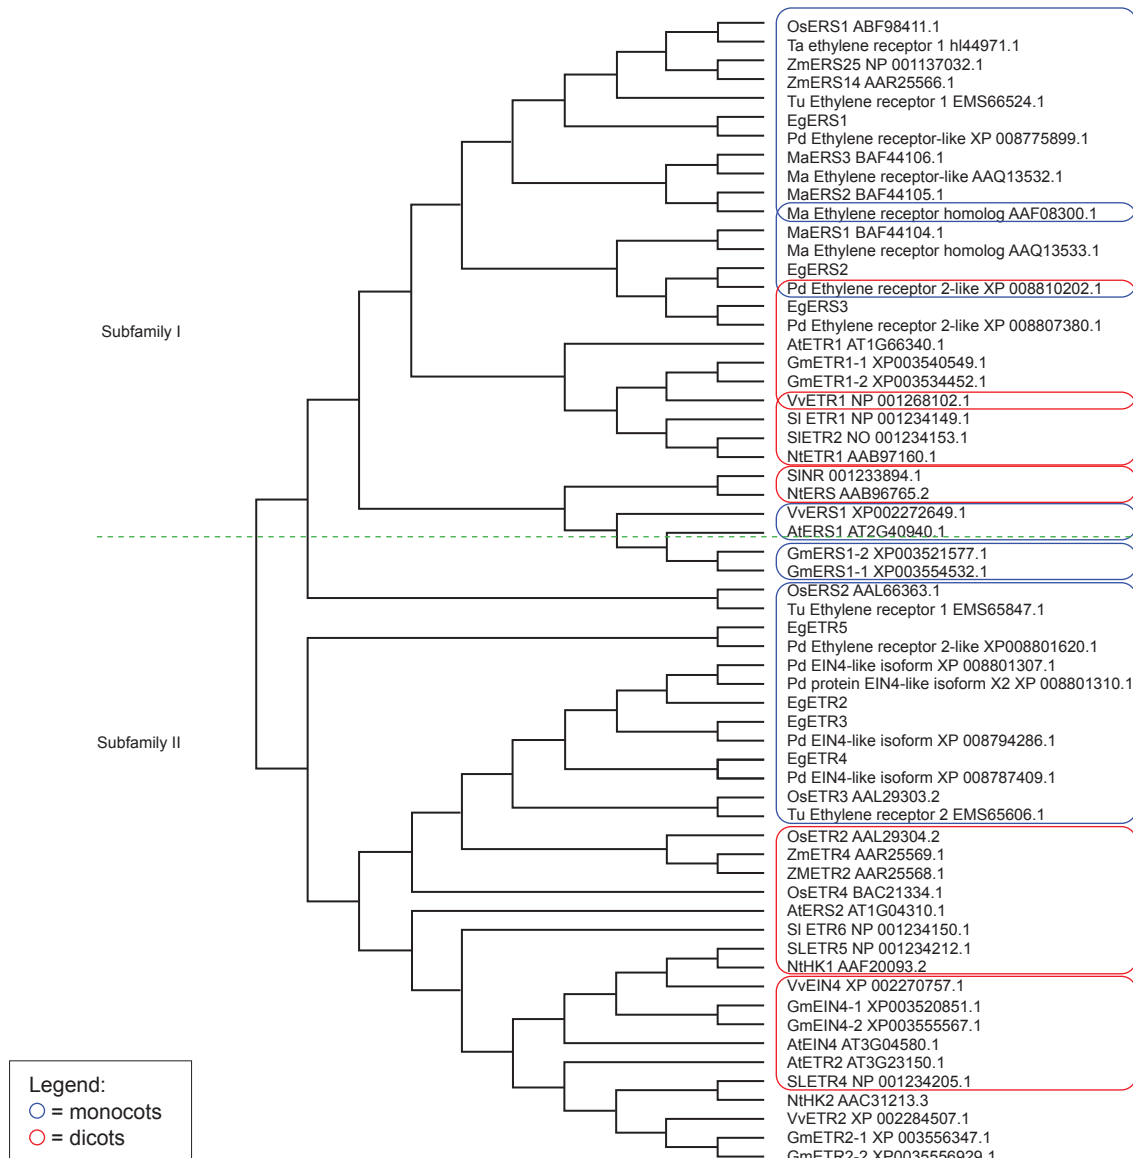 OsERS1 ABF98411.1
Ta ethylene receptor 1 hl44971.1
ZmERS25 NP 001137032.1
ZmERS14 AAR25566.1
Tu Ethylene receptor 1 EMS66524.1
EgERS1
Pd Ethylene receptor-like XP 008775899.1
MaERS3 BAF44106.1
Ma Ethylene receptor-like AAQ13532.1
MaERS2 BAF44105.1
Ma Ethylene receptor homolog AAF08300.1
MaERS1 BAF44104.1
Ma Ethylene receptor homolog AAQ13533.1
EgERS2
Pd Ethylene receptor 2-like XP 008810202.1
EgERS3
Pd Ethylene receptor 2-like XP 008807380.1
Subfamily I
AtETR1 AT1G66340.1
GmETR1-1 XP003540549.1
GmETR1-2 XP003534452.1
VvETR1 NP 001268102.1
Sl ETR1 NP 001234149.1
SlETR2 NO 001234153.1
NtETR1 AAB97160.1
SlNR 001233894.1
NtERS AAB96765.2
VvERS1 XP002272649.1
AtERS1 AT2G40940.1
GmERS1-2 XP003521577.1
GmERS1-1 XP003554532.1
OsERS2 AAL66363.1
Tu Ethylene receptor 1 EMS65847.1
EgETR5
Pd Ethylene receptor 2-like XP008801620.1
Pd EIN4-like isoform XP 008801307.1
Pd protein EIN4-like isoform X2 XP 008801310.1
EgETR2
EgETR3
Pd EIN4-like isoform XP 008794286.1
Subfamily II
EgETR4
Pd EIN4-like isoform XP 008787409.1
OsETR3 AAL29303.2
Tu Ethylene receptor 2 EMS65606.1
OsETR2 AAL29304.2
ZmETR4 AAR25569.1
ZMETR2 AAR25568.1
OsETR4 BAC21334.1
AtERS2 AT1G04310.1
Sl ETR6 NP 001234150.1
SLETR5 NP 001234212.1
NtHK1 AAF20093.2
VvEIN4 XP 002270757.1
GmEIN4-1 XP003520851.1
GmEIN4-2 XP003555567.1
AtEIN4 AT3G04580.1
AtETR2 AT3G23150.1
SLETR4 NP 001234205.1
NtHK2 AAC31213.3
VvETR2 XP 002284507.1
GmETR2-1 XP 003556347.1
GmETR2-2 XP0035556929.1
Legend:
= monocots
= dicots